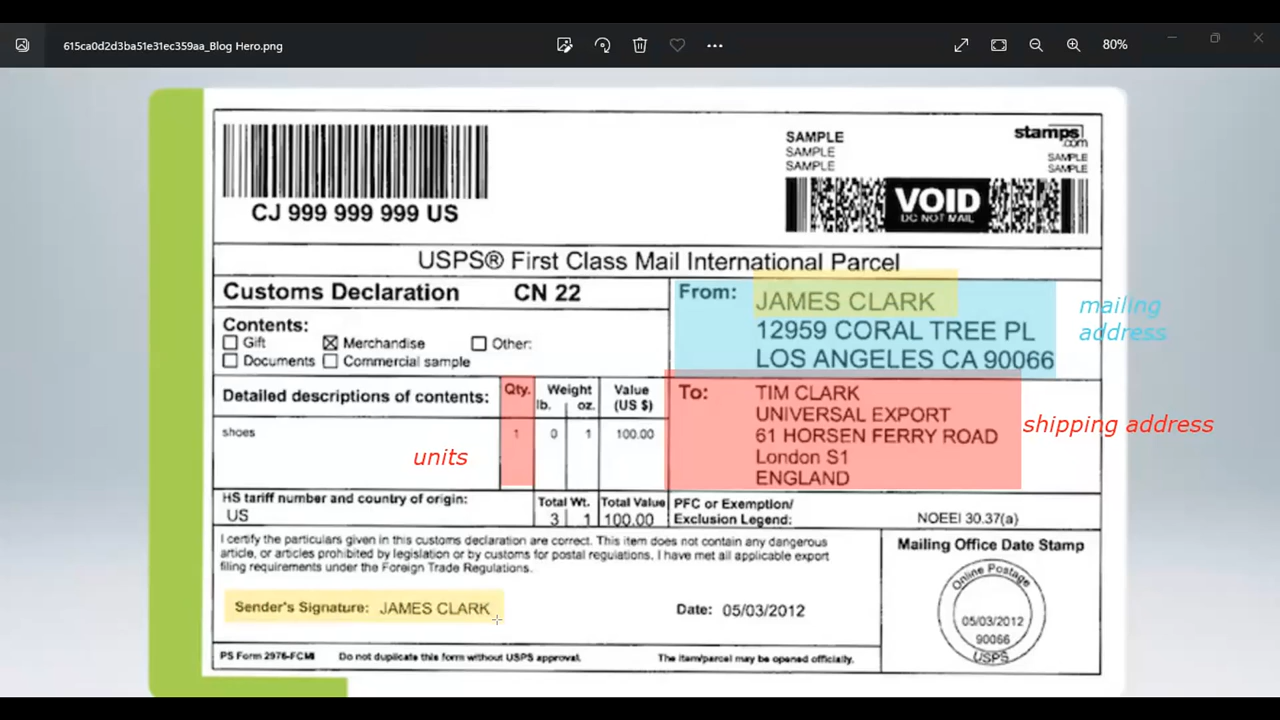 615ca0d2d3ba51e31ec359aa_Blog Hero.png
80%
CJ 999 999 999 US
SAMPLE
SAMPLE
SAMPLE
stamps.com
SAMPLE
SAMPLE
VOID
DO NOT MAIL
USPS® First Class Mail International Parcel
Customs Declaration CN 22
Contents:
Gift Merchandise Other:
Documents Commercial sample
From: JAMES CLARK
12959 CORAL TREE PL
LOS ANGELES CA 90066
mailing
address
Detailed descriptions of contents: Qty. Weight lb. oz. Value (US $)
shoes 1 0 1 100.00
units
To: TIM CLARK
UNIVERSAL EXPORT
61 HORSEN FERRY ROAD
London S1
ENGLAND
shipping address
HS tariff number and country of origin:
US
Total Wt. Total Value
3 1 100.00
PFC or Exemption/
Exclusion Legend: NOEEI 30.37(a)
I certify the particulars given in this customs declaration are correct. This item does not contain any dangerous
article, or articles prohibited by legislation or by customs for postal regulations. I have met all applicable export
filing requirements under the Foreign Trade Regulations.
Sender's Signature: JAMES CLARK Date: 05/03/2012
Mailing Office Date Stamp
Online Postage
05/03/2012
90066
USPS
PS Form 2976-FCMI Do not duplicate this form without USPS approval. The item/parcel may be opened officially.